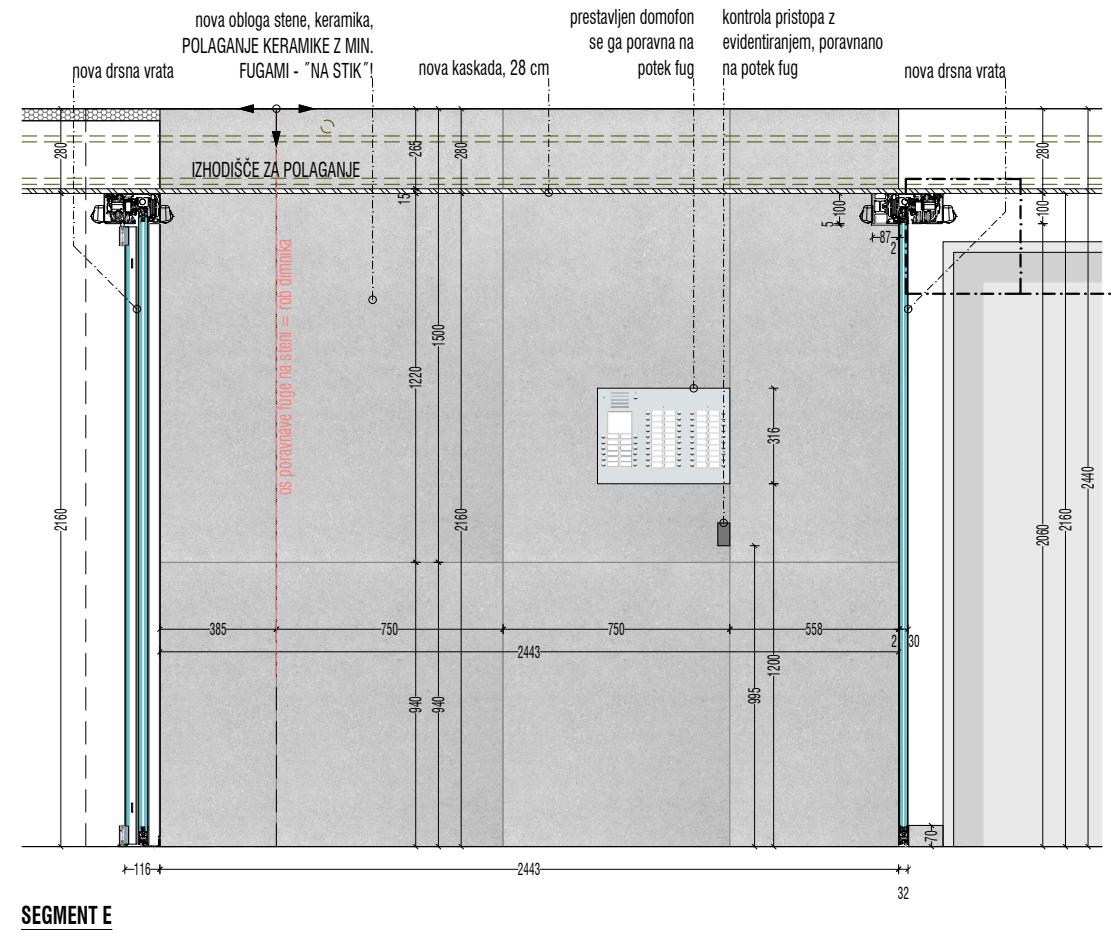 nova obloga stene, keramika,
POLAGANJE KERAMIKE Z MIN.
FUGAMI - ˝NA STIK˝!
nova drsna vrata
nova kaskada, 28 cm
prestavljen domofon
se ga poravna na
potek fug
kontrola pristopa z
evidentiranjem, poravnano
na potek fug
nova drsna vrata
IZHODIŠČE ZA POLAGANJE
os poravnave fuge na steni = rob dimnika
280
265
280
280
15
100
5
87
2
100
1500
1220
316
2160
2160
2060
2160
2440
385
750
750
558
2
30
2443
940
940
995
1200
70
116
2443
32
SEGMENT E